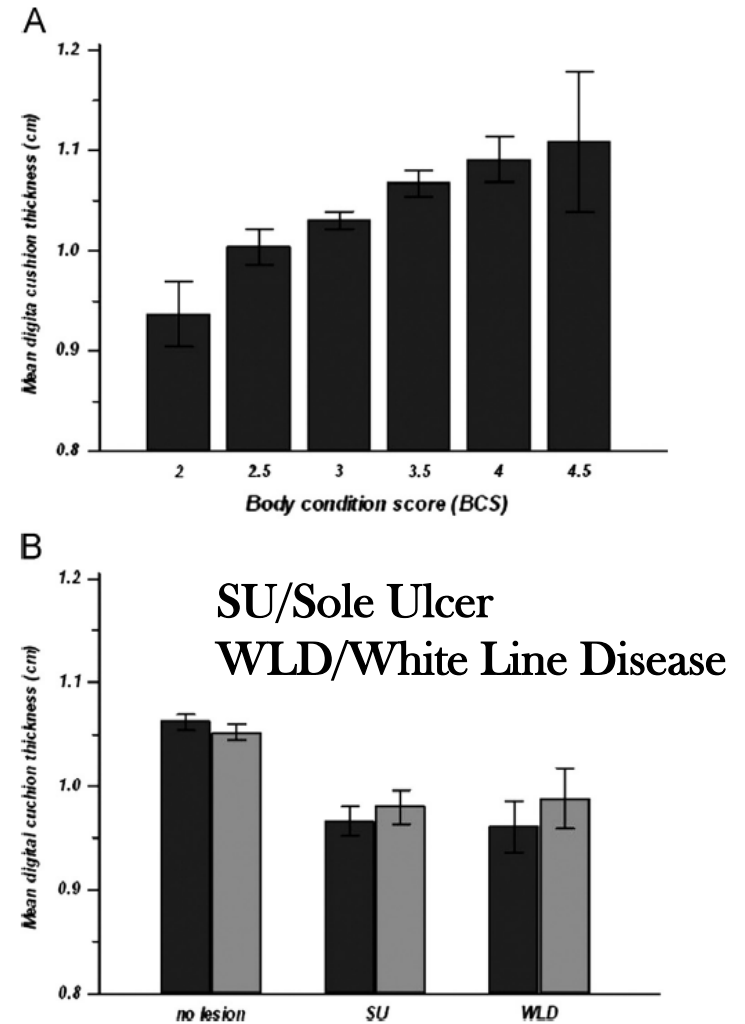 A
Mean digita cushion thickness (cm)
1.2
1.1
1.0
0.9
0.8
2 2.5 3 3.5 4 4.5
Body condition score (BCS)
B
Mean digital cuchion thickness (cm)
1.2
1.10
1.0
0.9
0.8
SU/Sole Ulcer
WLD/White Line Disease
no lesion SU WLD